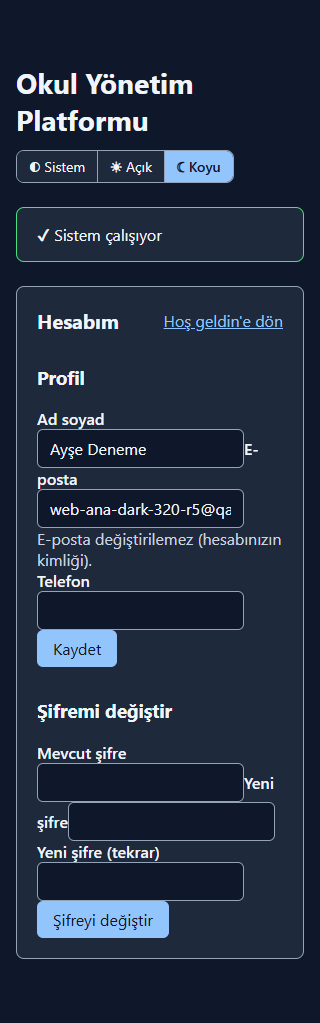 Okul Yönetim
Platformu
◐ Sistem ☀ Açık ☾ Koyu
✓ Sistem çalışıyor
Hesabım Hoş geldin'e dön
Profil
Ad soyad
Ayşe Deneme E-
posta
web-ana-dark-320-r5@qa
E-posta değiştirilemez (hesabınızın
kimliği).
Telefon
Kaydet
Şifremi değiştir
Mevcut şifre
Yeni
şifre
Yeni şifre (tekrar)
Şifreyi değiştir